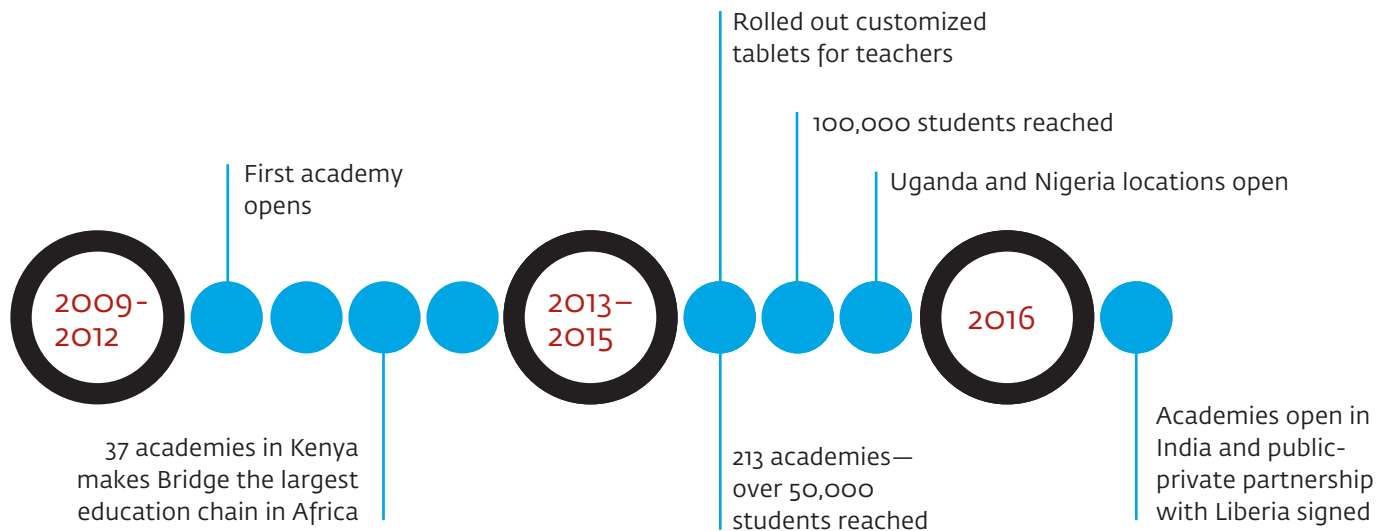 Rolled out customized
tablets for teachers
100,000 students reached
First academy
opens
Uganda and Nigeria locations open
2009-
2012
2013–
2015
2016
37 academies in Kenya
makes Bridge the largest
education chain in Africa
213 academies—
over 50,000
students reached
Academies open in
India and public-
private partnership
with Liberia signed